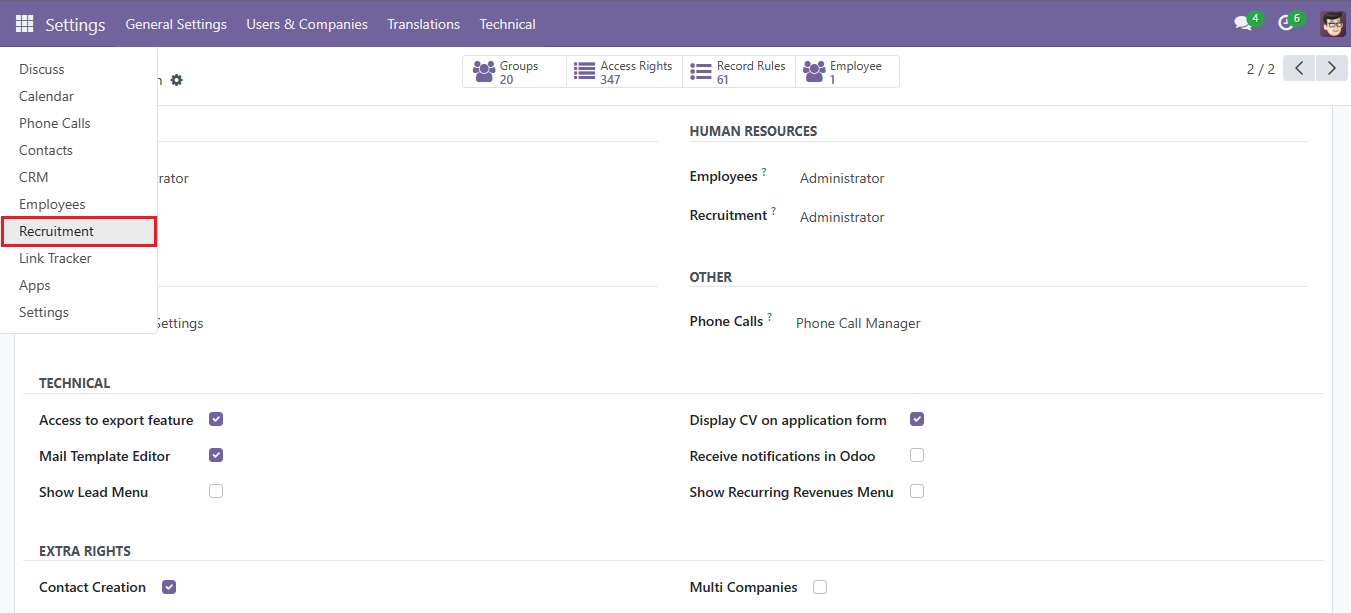 Settings General Settings Users & Companies Translations Technical 4 6
Discuss
Calendar
Phone Calls
Contacts
CRM
Employees
Recruitment
Link Tracker
Apps
Settings
Groups 20 Access Rights 347 Record Rules 61 Employee 1 2 / 2
HUMAN RESOURCES
Employees ? Administrator
Recruitment ? Administrator
OTHER
Settings
Phone Calls ? Phone Call Manager
TECHNICAL
Access to export feature Display CV on application form
Mail Template Editor Receive notifications in Odoo
Show Lead Menu Show Recurring Revenues Menu
EXTRA RIGHTS
Contact Creation Multi Companies